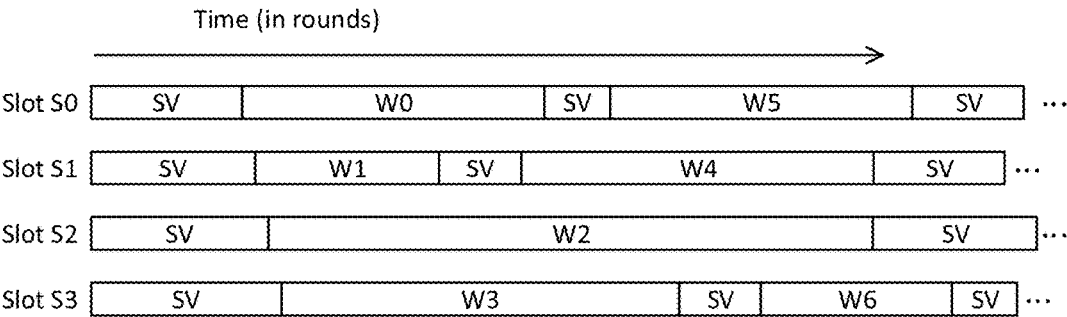 Time (in rounds)
Slot S0 SV W0 SV W5 SV ...
Slot S1 SV W1 SV W4 SV ...
Slot S2 SV W2 SV ...
Slot S3 SV W3 SV W6 SV ...